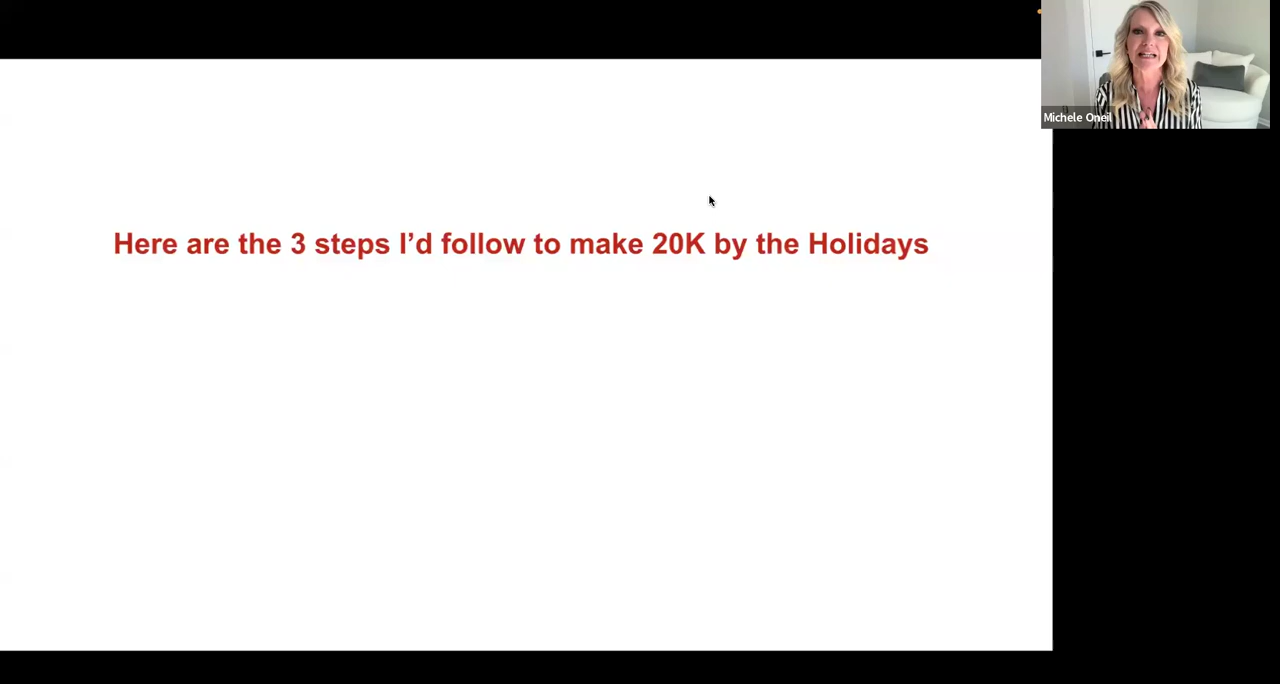 Michele Oneil
Here are the 3 steps I’d follow to make 20K by the Holidays